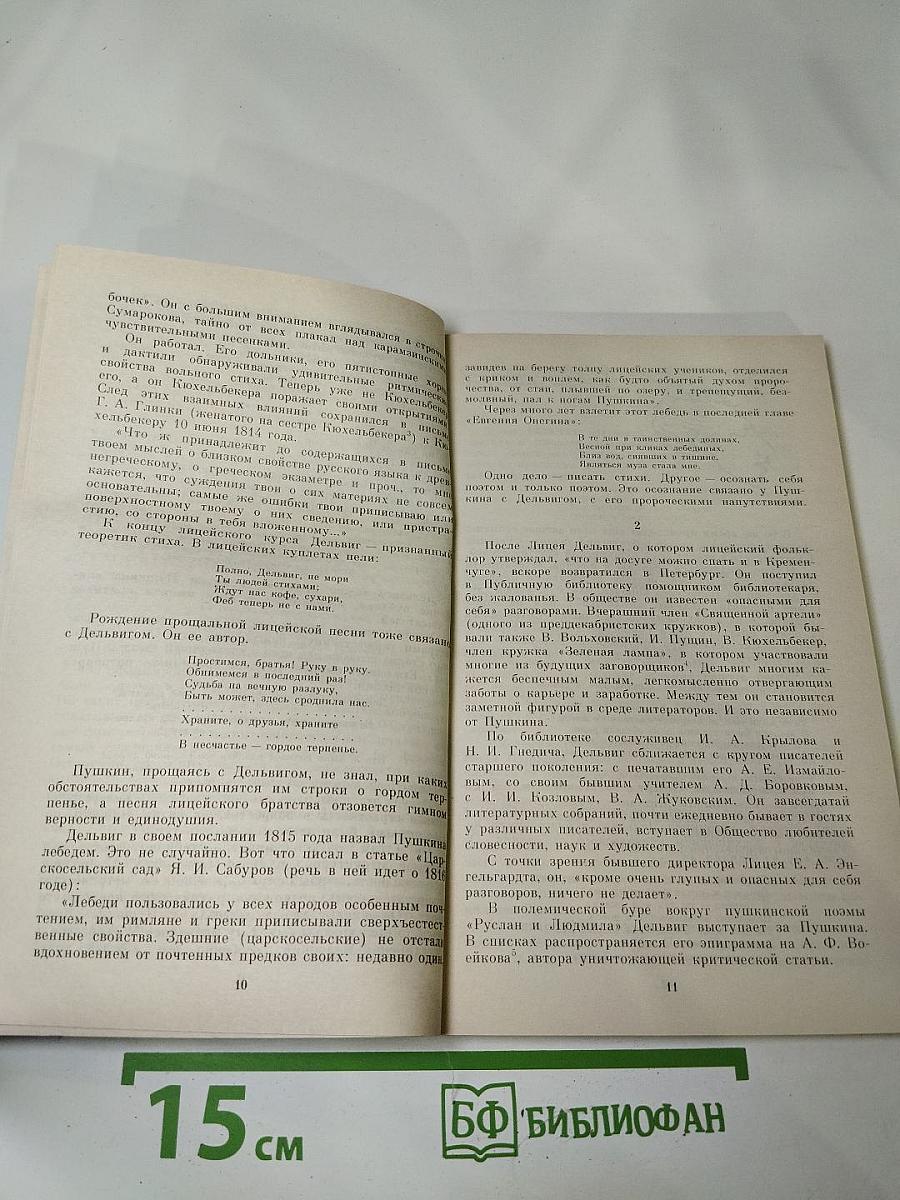 бочек». Он с большим вниманием вглядывался в строчки
Сумарокова, тайно от всех плакал над карамзинскими
чувствительными песенками.
Он работал. Его дольники, его пятистопные хореи
и дактили обнаруживали удивительные ритмические
свойства вольного стиха. Теперь уже не Кюхельбекер
его, а он Кюхельбекера поражает своими открытиями.
След этих взаимных влияний сохранился в письме
Г. А. Глинки (женатого на сестре Кюхельбекера³) к Кю-
хельбекеру 10 июня 1814 года.
«Что ж принадлежит до содержащихся в письме
твоем мыслей о близком свойстве русского языка к древ-
негреческому, о греческом экзаметре и проч., то мне
кажется, что суждения твои о сих материях не совсем
основательны; самые же ошибки твои приписываю или
поверхностному твоему о них сведению, или пристра-
стию, со стороны в тебя вложенному...»
К концу лицейского курса Дельвиг — признанный
теоретик стиха. В лицейских куплетах пели:
Полно, Дельвиг, не мори
Ты людей стихами;
Ждут нас кофе, сухари,
Феб теперь не с нами.
Рождение прощальной лицейской песни тоже связано
с Дельвигом. Он ее автор.
Простимся, братья! Руку в руку.
Обнимемся в последний раз!
Судьба на вечную разлуку,
Быть может, здесь сроднила нас.
. . . . . . . . . . . . . . . . . .
Храните, о друзья, храните
. . . . . . . . . . . . . . . . . .
В несчастье — гордое терпенье.
Пушкин, прощаясь с Дельвигом, не знал, при каких
обстоятельствах припомнятся им строки о гордом тер-
пенье, а песня лицейского братства отзовется гимном
верности и единодушия.
Дельвиг в своем послании 1815 года назвал Пушкина
лебедем. Это не случайно. Вот что писал в статье «Цар-
скосельский сад» Я. И. Сабуров (речь в ней идет о 1816
годе):
«Лебеди пользовались у всех народов особенным поч-
тением, им римляне и греки приписывали сверхъестест-
венные свойства. Здешние (царскосельские) не отстали
вдохновением от почтенных предков своих: недавно один,
10
завидев на берегу толпу лицейских учеников, отделился
с криком и воплем, как будто объятый духом проро-
чества, от стаи, плывшей по озеру, и трепещущий, без-
молвный, пал к ногам Пушкина».
Через много лет взлетит этот лебедь в последней главе
«Евгения Онегина»:
В те дни в таинственных долинах,
Весной при кликах лебединых,
Близ вод, сиявших в тишине,
Являться муза стала мне.
Одно дело — писать стихи. Другое — осознать себя
поэтом и только поэтом. Это осознание связано у Пуш-
кина с Дельвигом, с его пророческими напутствиями.
2
После Лицея Дельвиг, о котором лицейский фольк-
лор утверждал, «что на досуге можно спать и в Кремен-
чуге», вскоре возвратился в Петербург. Он поступил
в Публичную библиотеку помощником библиотекаря,
без жалованья. В обществе он известен «опасными для
себя» разговорами. Вчерашний член «Священной артели»
(одного из преддекабристских кружков), в которой бы-
вали также В. Вольховский, И. Пущин, В. Кюхельбекер,
член кружка «Зеленая лампа», в котором участвовали
многие из будущих заговорщиков⁴, Дельвиг многим ка-
жется беспечным малым, легкомысленно отвергающим
заботы о карьере и заработке. Между тем он становится
заметной фигурой в среде литераторов. И это независимо
от Пушкина.
По библиотеке сослуживец И. А. Крылова и
Н. И. Гнедича, Дельвиг сближается с кругом писателей
старшего поколения: с печатавшим его А. Е. Измайло-
вым, со своим бывшим учителем А. Д. Боровковым,
с И. И. Козловым, В. А. Жуковским. Он завсегдатай
литературных собраний, почти ежедневно бывает в гостях
у различных писателей, вступает в Общество любителей
словесности, наук и художеств.
С точки зрения бывшего директора Лицея Е. А. Эн-
гельгардта, он, «кроме очень глупых и опасных для себя
разговоров, ничего не делает».
В полемической буре вокруг пушкинской поэмы
«Руслан и Людмила» Дельвиг выступает за Пушкина.
В списках распространяется его эпиграмма на А. Ф. Во-
ейкова⁵, автора уничтожающей критической статьи.
11
15 см
БФ БИБЛИОФАН